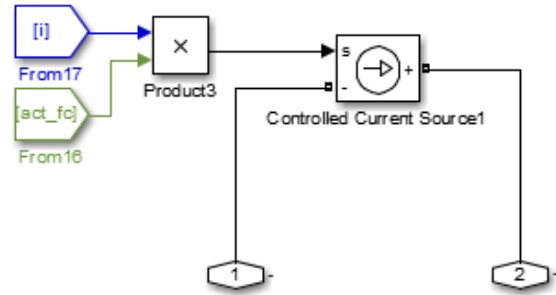 [i]
From17
×
Product3
[act_fc]
From16
s
-
+
Controlled Current Source1
1
-
2